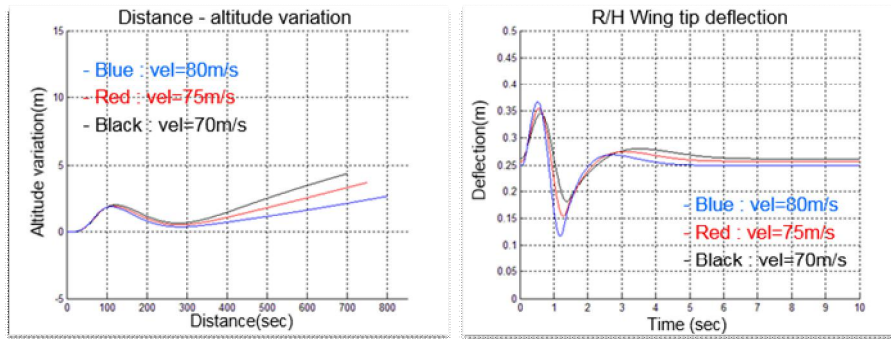 Distance - altitude variation
15
- Blue : vel=80m/s
10
- Red : vel=75m/s
- Black : vel=70m/s
Altitude variation(m)
5
0
-5
0 100 200 300 400 500 600 700 800
Distance(sec)
R/H Wing tip deflection
0.5
0.45
0.4
0.35
0.3
Deflection(m)
0.25
0.2
- Blue : vel=80m/s
0.15
- Red : vel=75m/s
0.1
- Black : vel=70m/s
0.05
0
0 1 2 3 4 5 6 7 8 9 10
Time (sec)